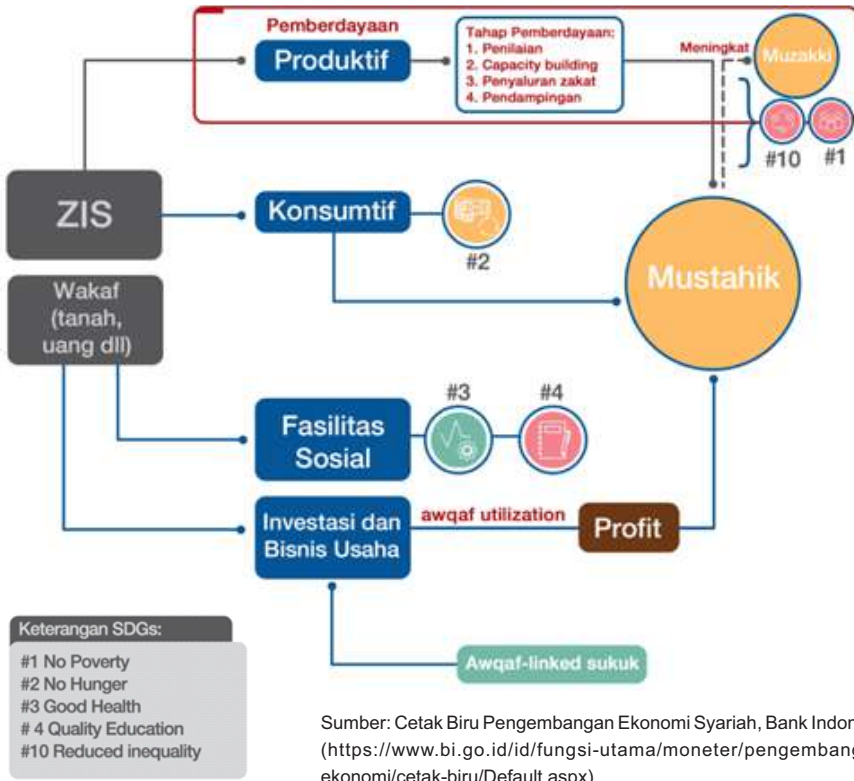 Pemberdayaan
Produktif
Tahap Pemberdayaan:
1. Penilaian
2. Capacity building
3. Penyaluran zakat
4. Pendampingan
Meningkat
Muzakki
#10
#1
ZIS
Konsumtif
#2
Mustahik
Wakaf
(tanah,
uang dll)
#3
#4
Fasilitas
Sosial
Investasi dan
Bisnis Usaha
awqaf utilization
Profit
Awqaf-linked sukuk
Keterangan SDGs:
#1 No Poverty
#2 No Hunger
#3 Good Health
# 4 Quality Education
#10 Reduced inequality
Sumber: Cetak Biru Pengembangan Ekonomi Syariah, Bank Indon
(https://www.bi.go.id/id/fungsi-utama/moneter/pengembang
ekonomi/cetak-biru/Default.aspx)